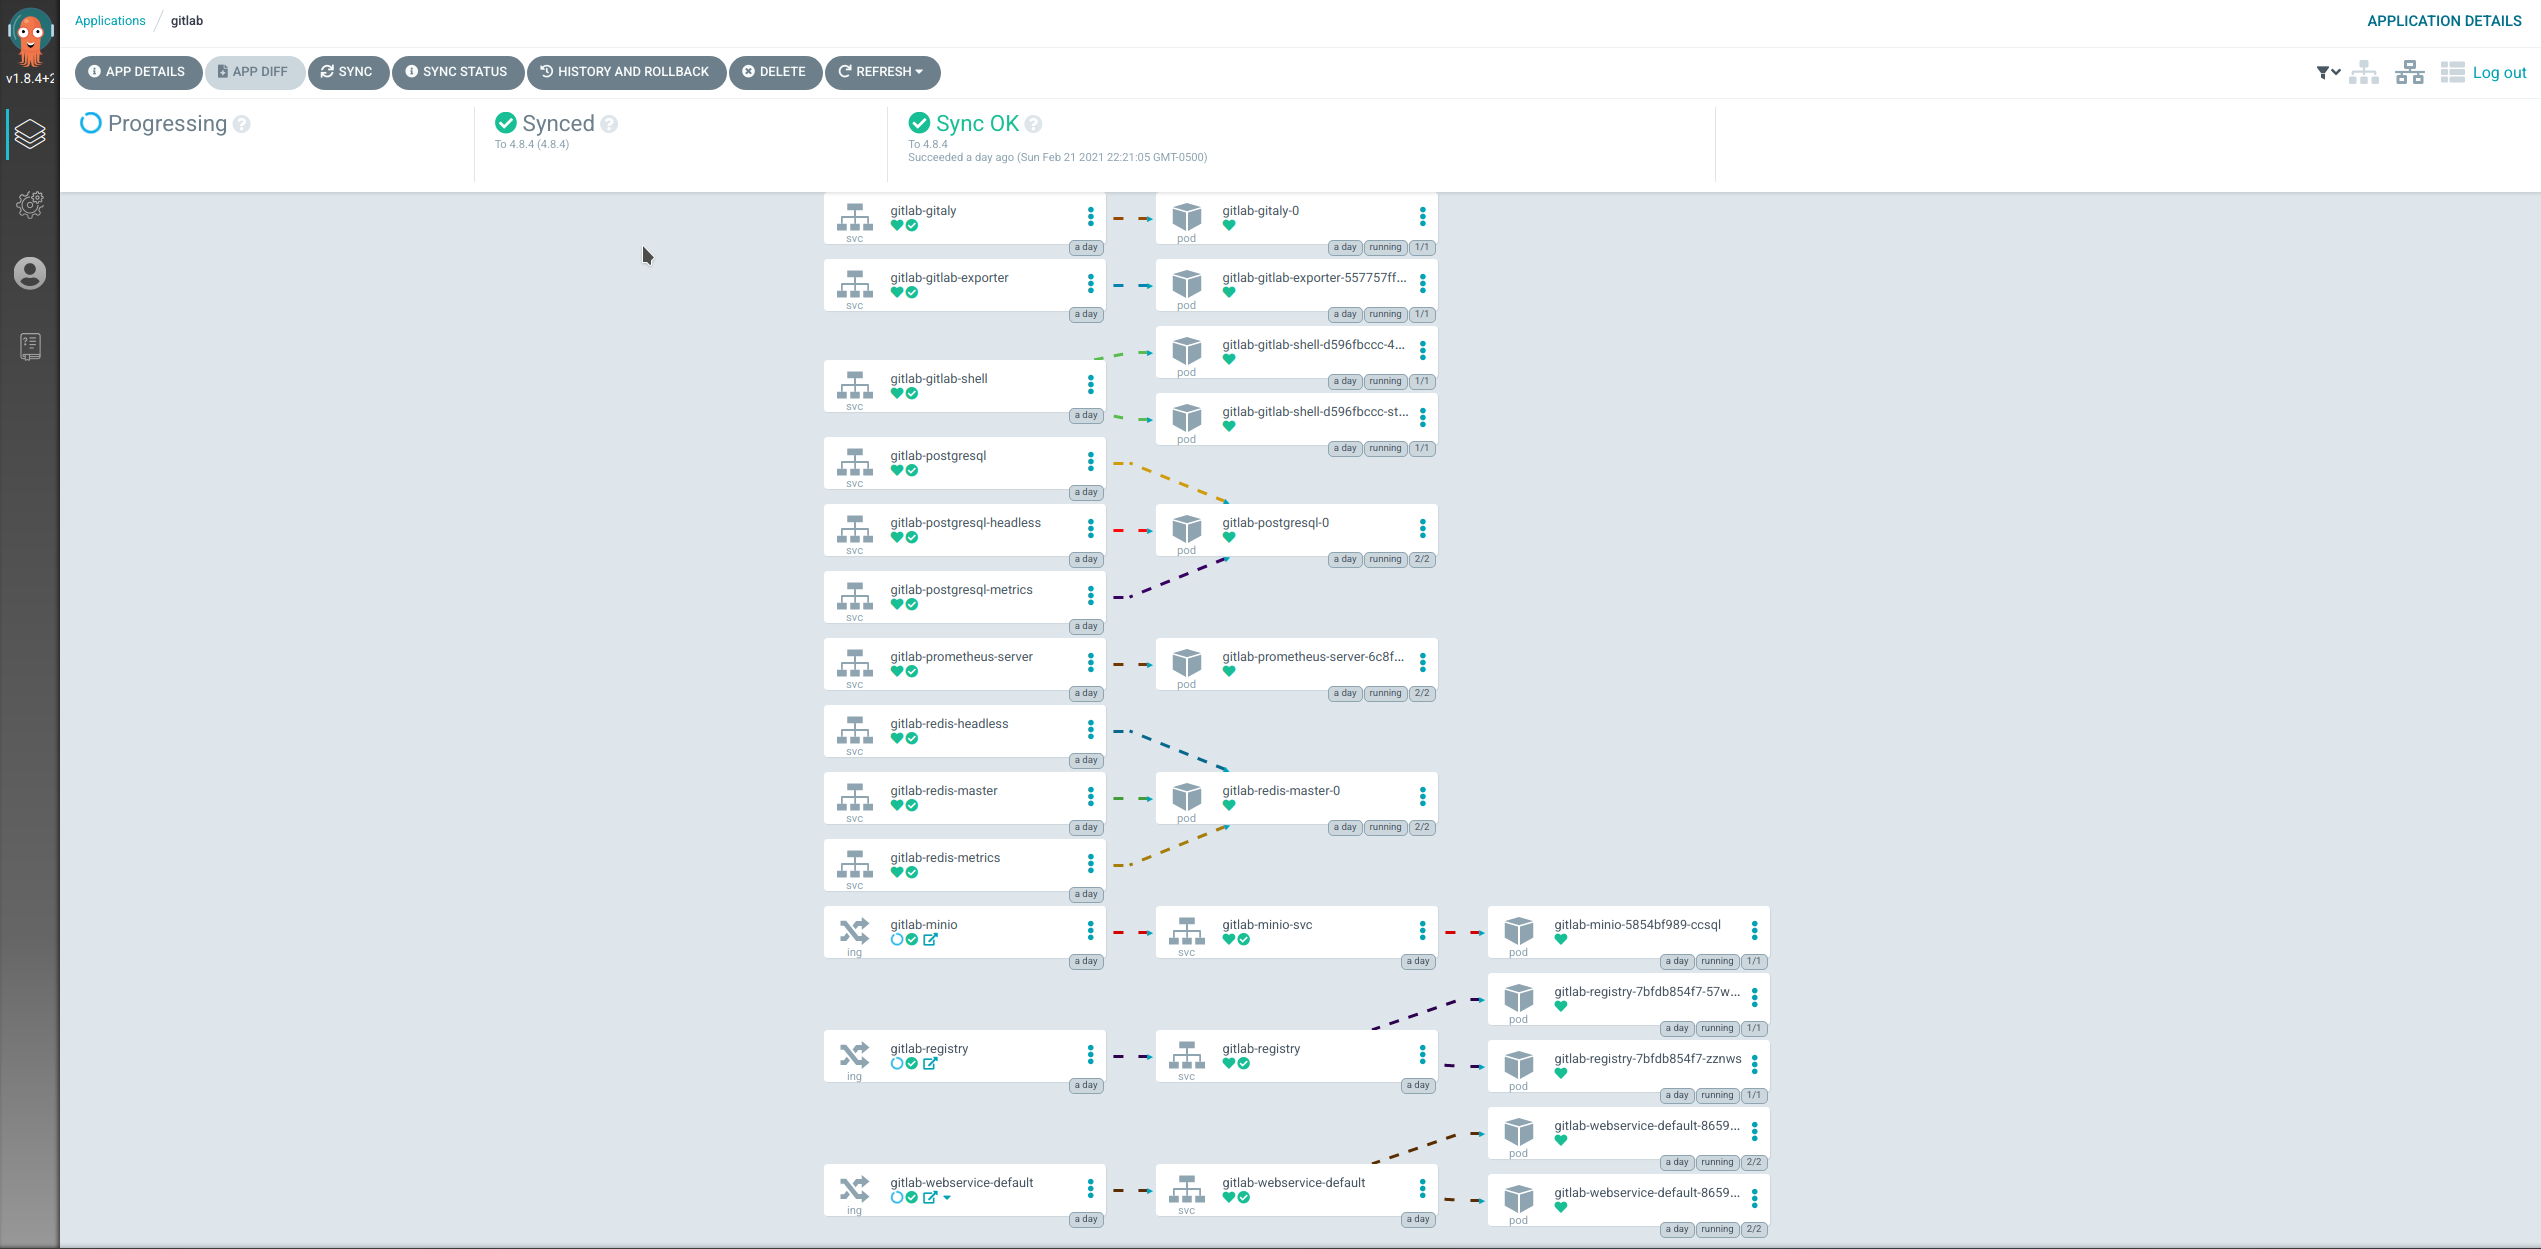 Applications / gitlab
APPLICATION DETAILS
v1.8.4+2
APP DETAILS
APP DIFF
SYNC
SYNC STATUS
HISTORY AND ROLLBACK
DELETE
REFRESH
Log out
Progressing
Synced
To 4.8.4 (4.8.4)
Sync OK
To 4.8.4
Succeeded a day ago (Sun Feb 21 2021 22:21:05 GMT-0500)
gitlab-gitaly
svc
a day
gitlab-gitaly-0
pod
a day running 1/1
gitlab-gitlab-exporter
svc
a day
gitlab-gitlab-exporter-557757ff...
pod
a day running 1/1
gitlab-gitlab-shell-d596fbccc-4...
pod
a day running 1/1
gitlab-gitlab-shell
svc
a day
gitlab-gitlab-shell-d596fbccc-st...
pod
a day running 1/1
gitlab-postgresql
svc
a day
gitlab-postgresql-headless
svc
a day
gitlab-postgresql-0
pod
a day running 2/2
gitlab-postgresql-metrics
svc
a day
gitlab-prometheus-server
svc
a day
gitlab-prometheus-server-6c8f...
pod
a day running 2/2
gitlab-redis-headless
svc
a day
gitlab-redis-master
svc
a day
gitlab-redis-master-0
pod
a day running 2/2
gitlab-redis-metrics
svc
a day
gitlab-minio
ing
a day
gitlab-minio-svc
svc
a day
gitlab-minio-5854bf989-ccsql
pod
a day running 1/1
gitlab-registry-7bfdb854f7-57w...
pod
a day running 1/1
gitlab-registry
ing
a day
gitlab-registry
svc
a day
gitlab-registry-7bfdb854f7-zznws
pod
a day running 1/1
gitlab-webservice-default-8659...
pod
a day running 2/2
gitlab-webservice-default
ing
a day
gitlab-webservice-default
svc
a day
gitlab-webservice-default-8659...
pod
a day running 2/2